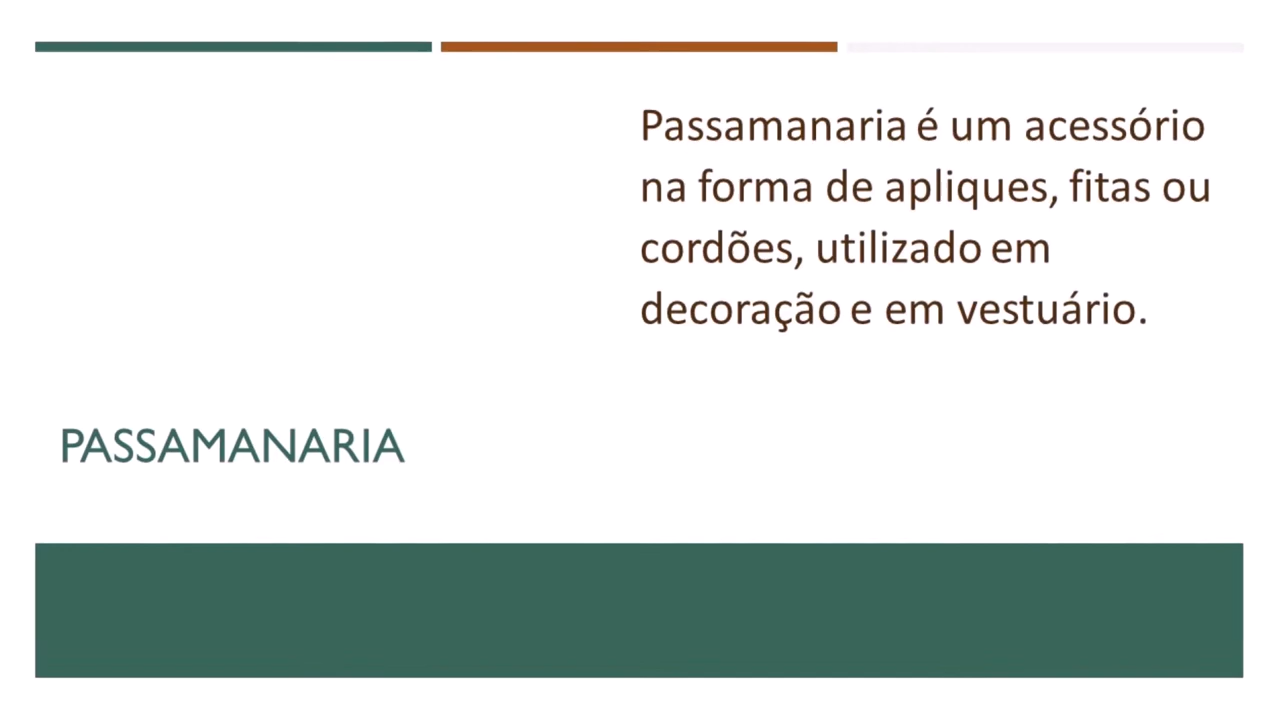 Passamanaria é um acessório
na forma de apliques, fitas ou
cordões, utilizado em
decoração e em vestuário.
PASSAMANARIA